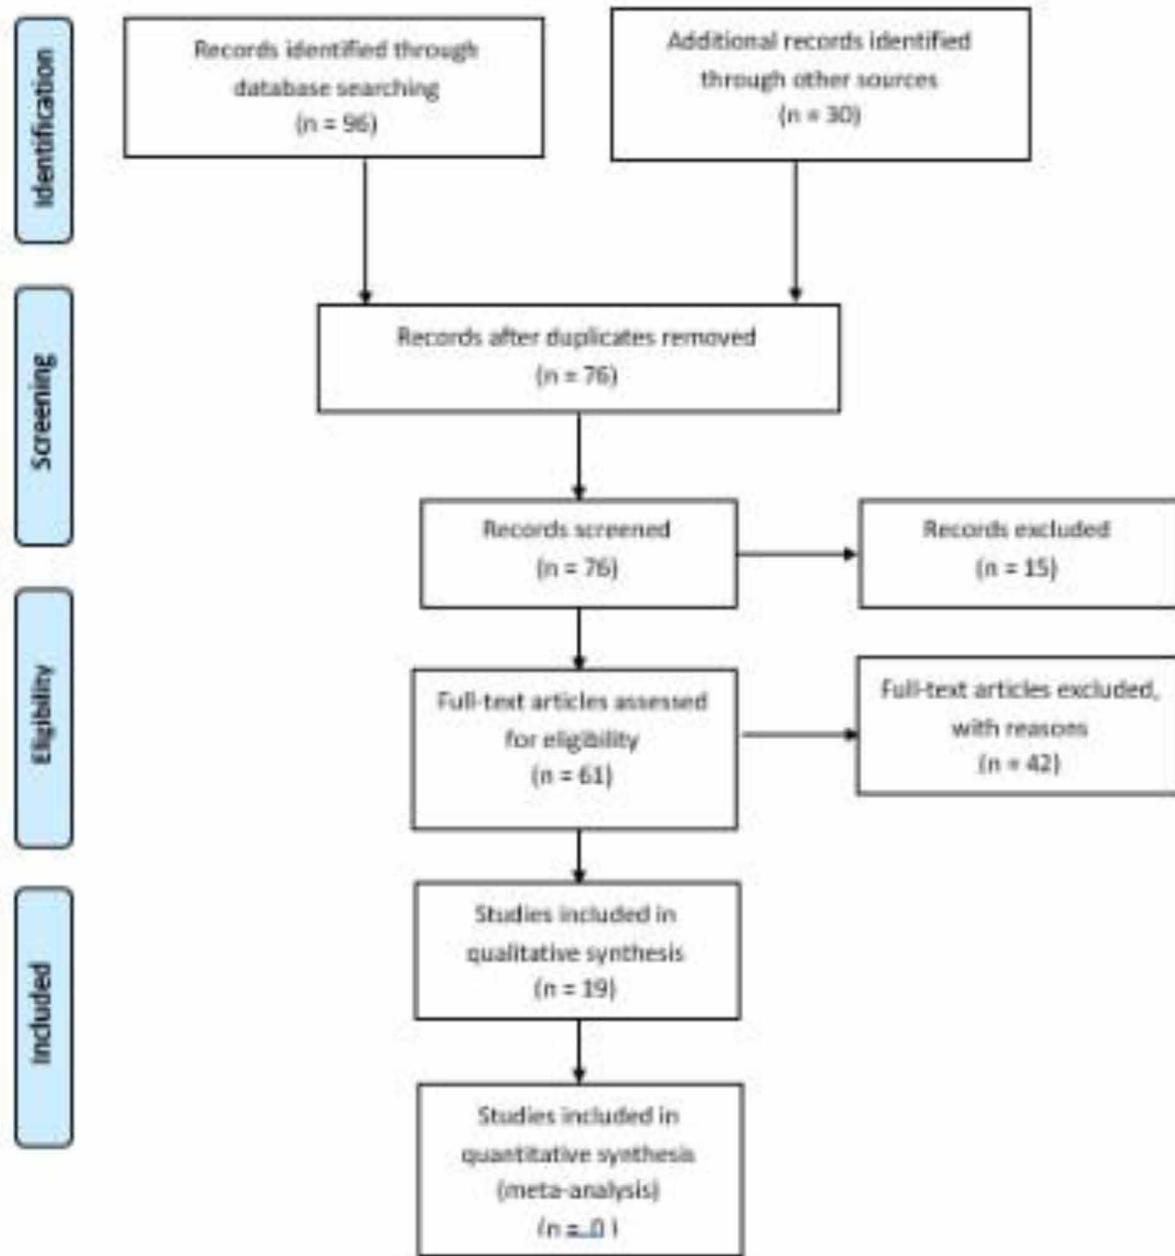 Identification
Records identified through
database searching
(n = 96)
Additional records identified
through other sources
(n = 30)
Screening
Records after duplicates removed
(n = 76)
Records screened
(n = 76)
Records excluded
(n = 15)
Eligibility
Full-text articles assessed
for eligibility
(n = 61)
Full-text articles excluded,
with reasons
(n = 42)
Included
Studies included in
qualitative synthesis
(n = 19)
Studies included in
quantitative synthesis
(meta-analysis)
(n = 0 )